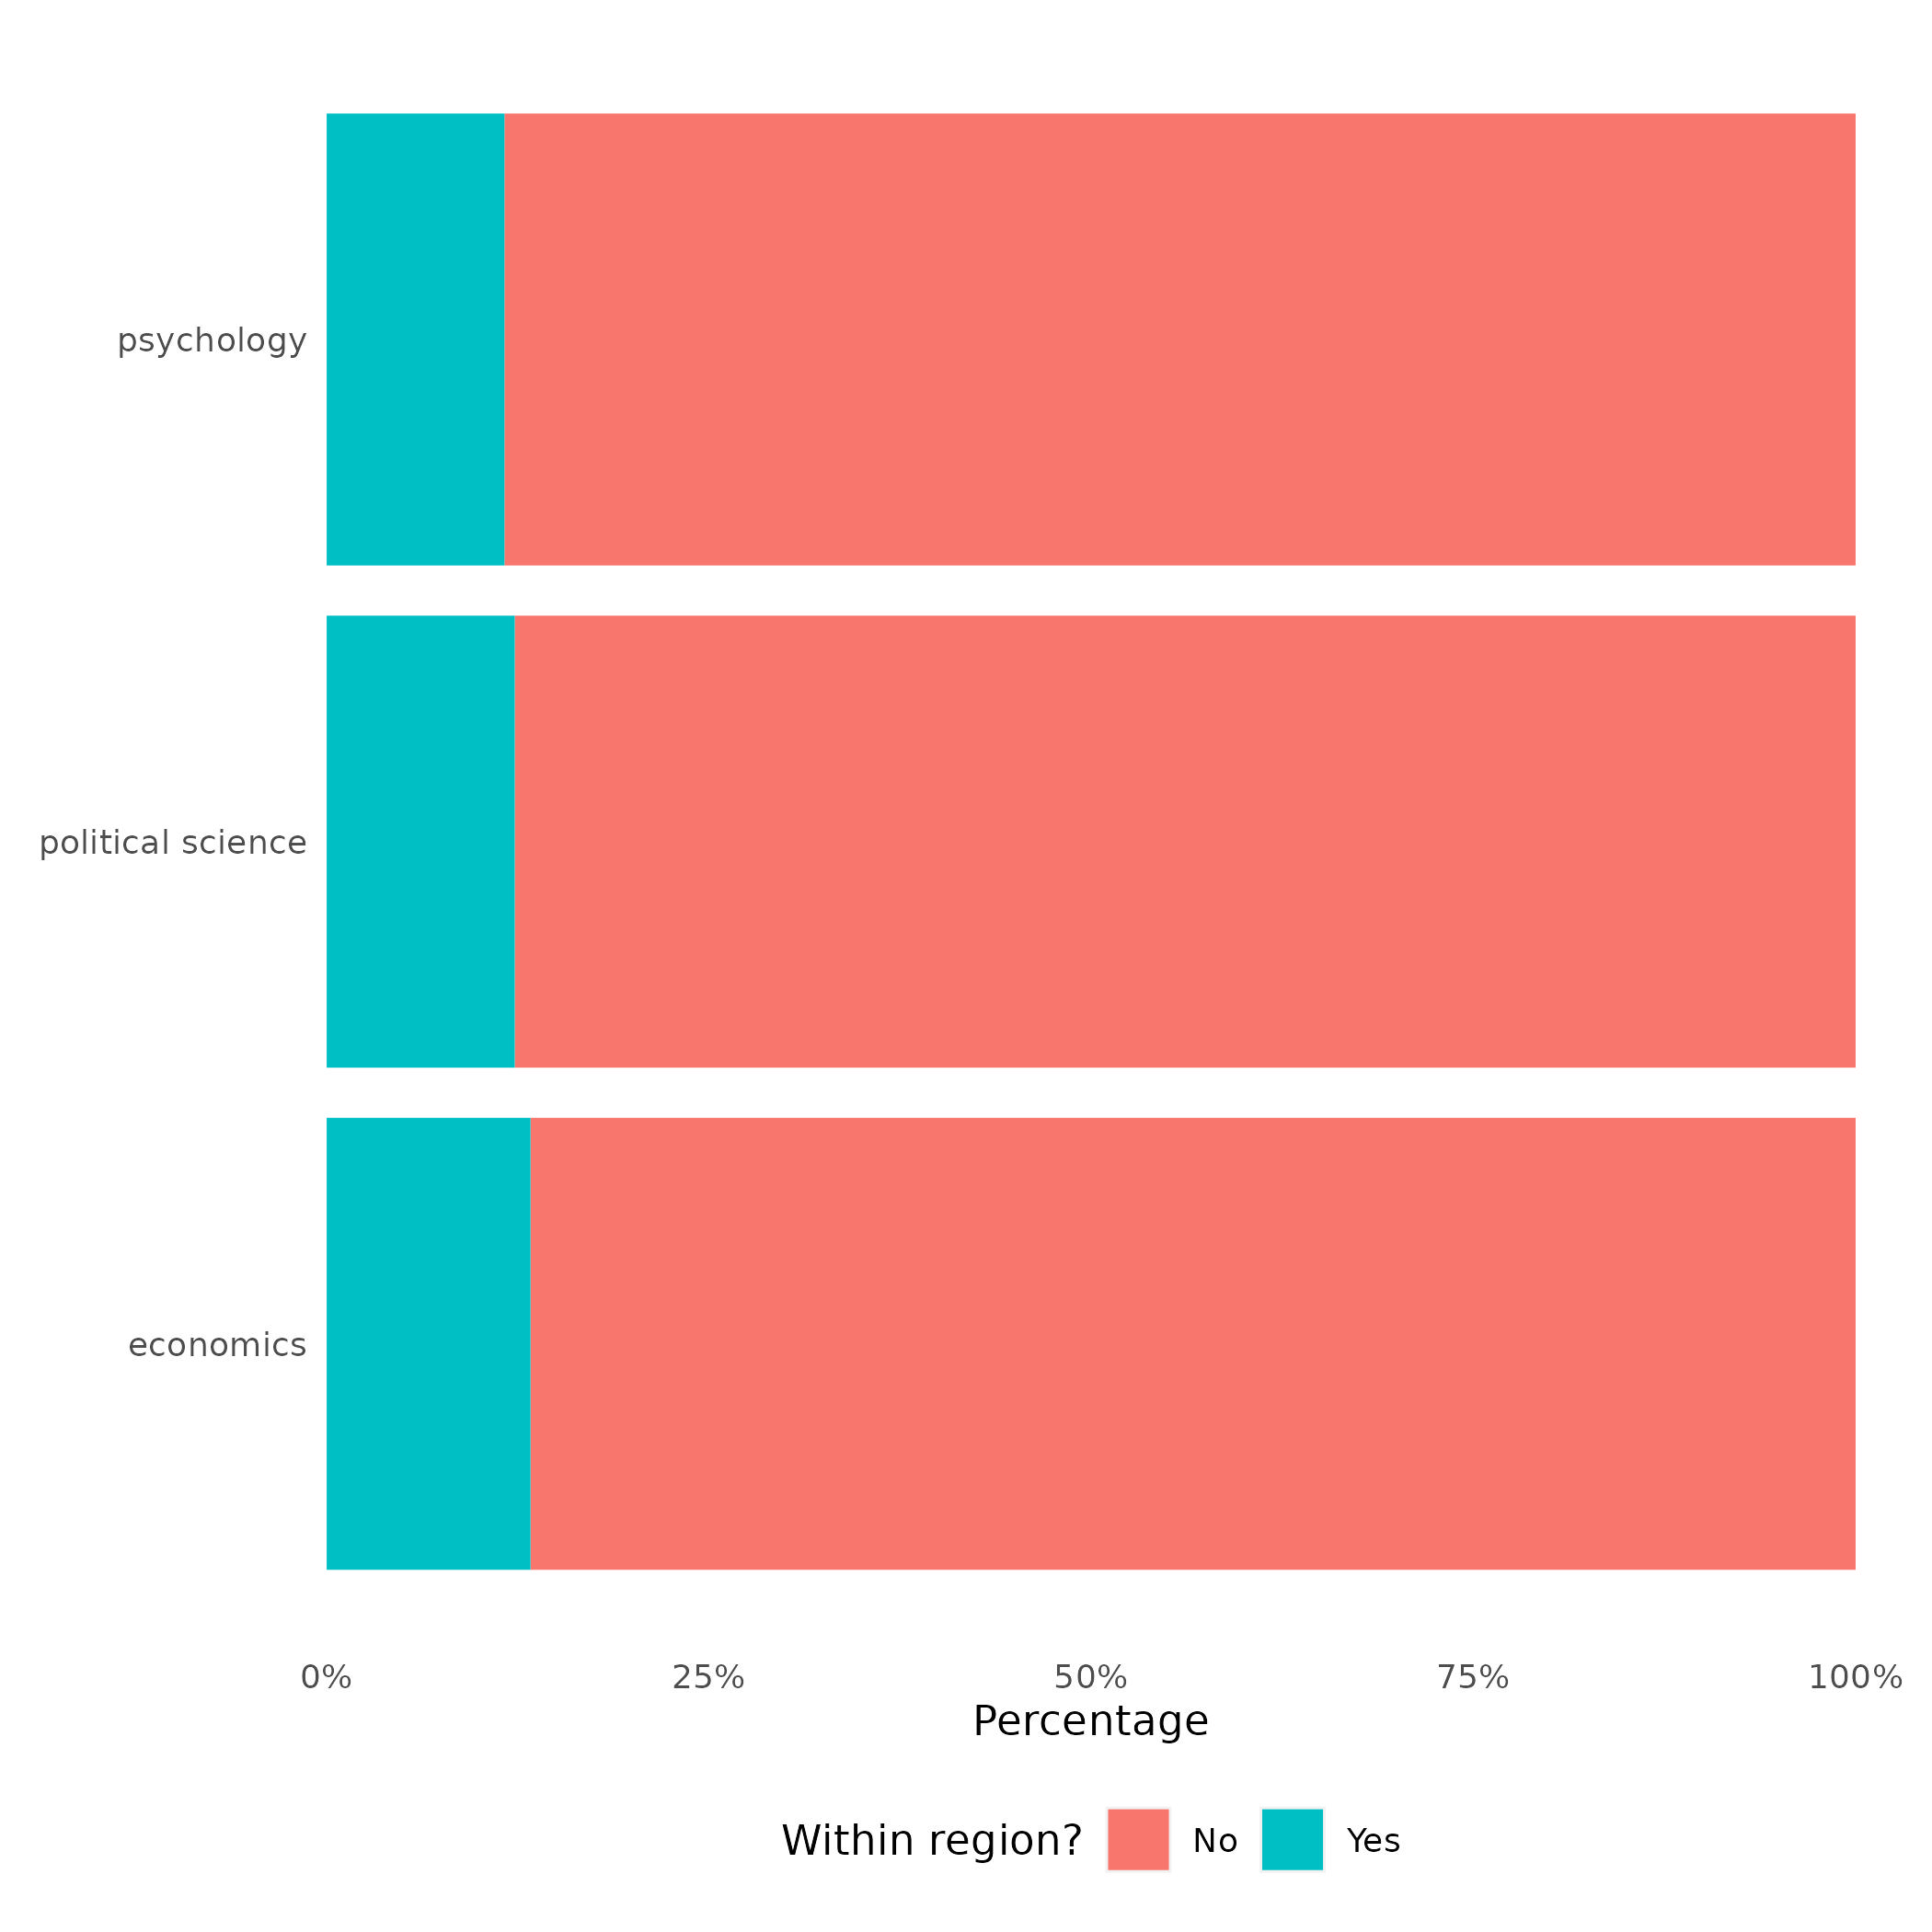 psychology
political science
economics
0% 25% 50% 75% 100%
Percentage
Within region? No Yes